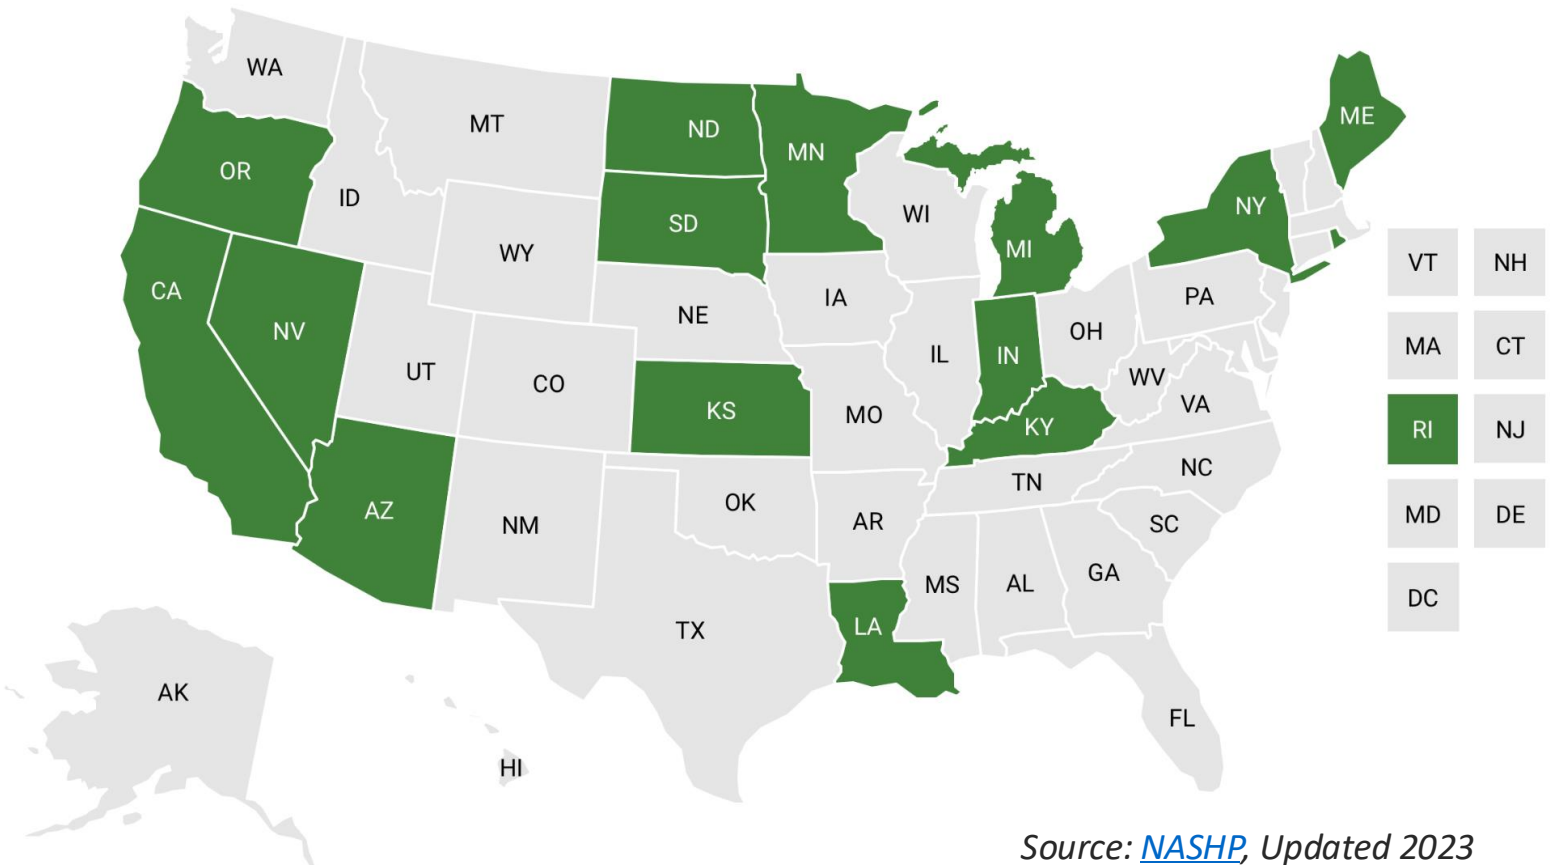 WA
MT
ND
MN
ME
OR
ID
WI
NY
SD
MI
WY
VT NH
CA
IA
PA
NE
NV
OH
MA CT
IL
IN
UT
CO
WV
KS
MO
VA
KY
RI NJ
NC
TN
AZ
OK
NM
AR
SC
MD DE
MS
AL
GA
DC
LA
TX
AK
FL
HI
Source: NASHP, Updated 2023